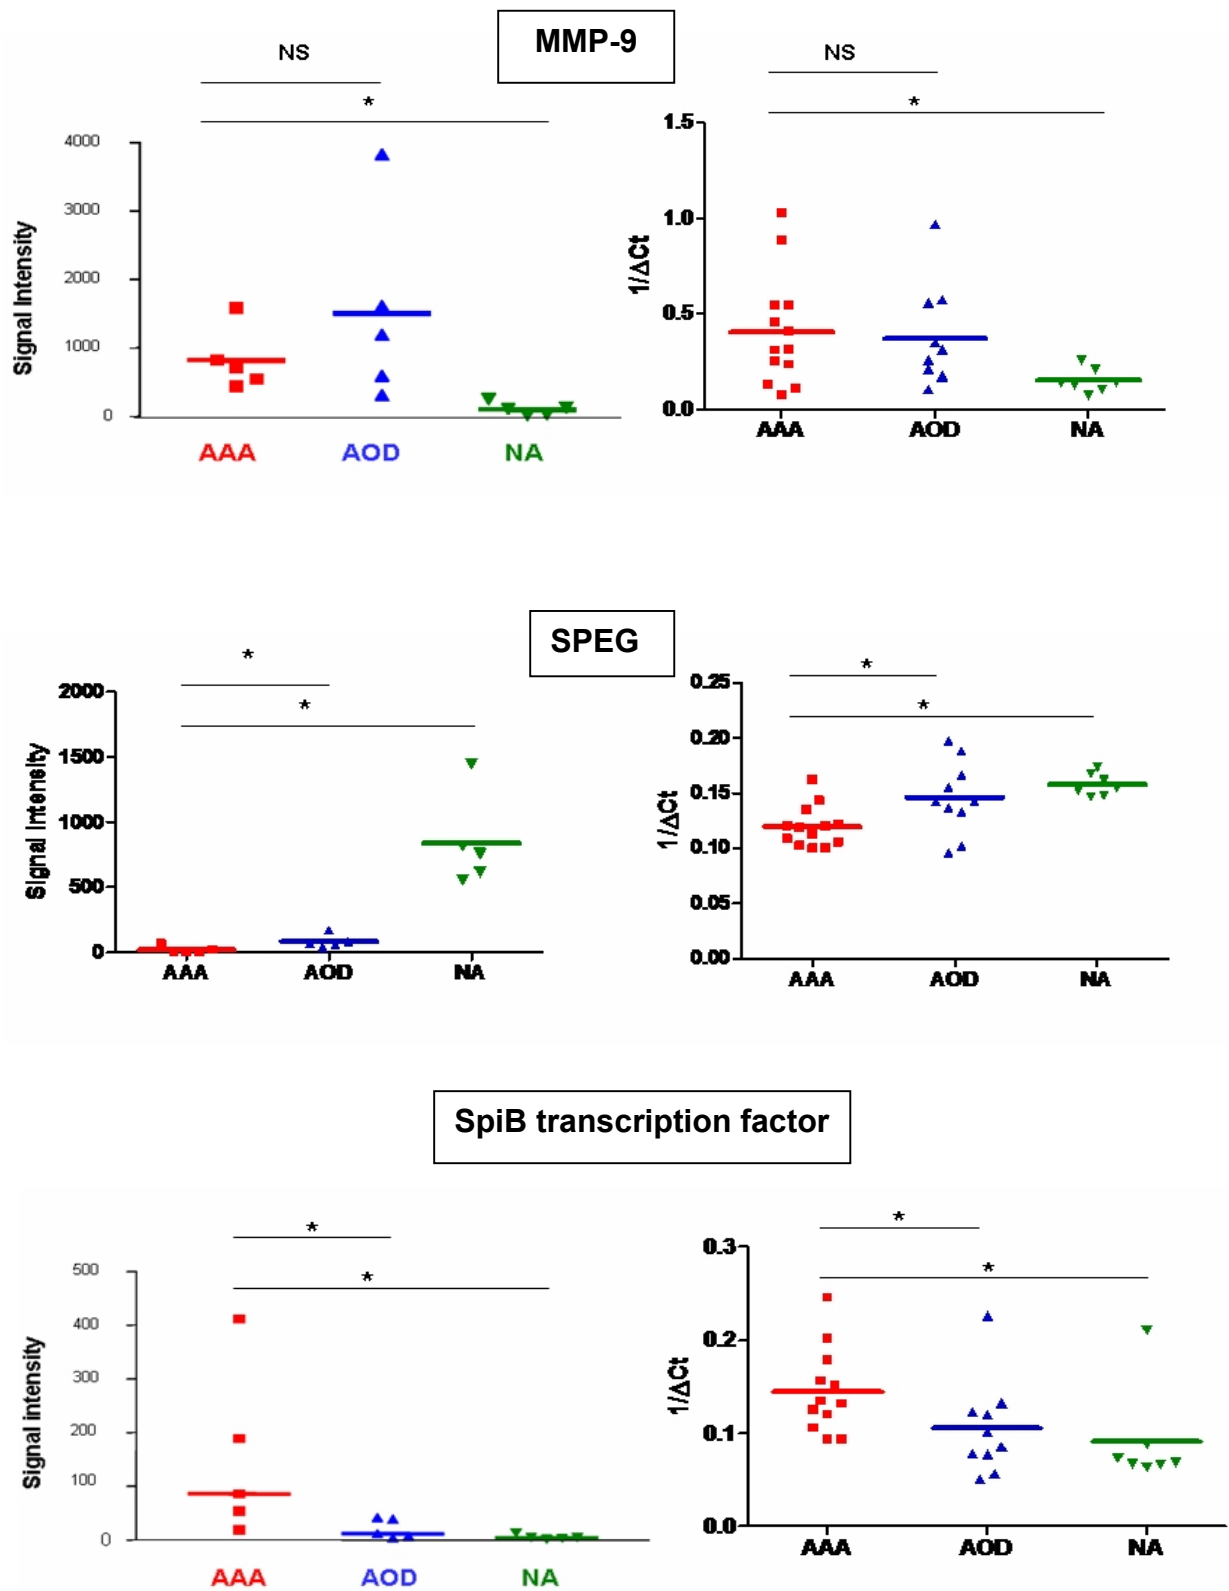 MMP-9
NS
*
4000
3000
2000
1000
0
Signal Intensity
AAA AOD NA
NS
*
1.5
1.0
0.5
0.0
1/ΔCt
AAA AOD NA
SPEG
*
*
2000
1500
1000
500
0
Signal Intensity
AAA AOD NA
*
*
0.25
0.20
0.15
0.10
0.05
0.00
1/ΔCt
AAA AOD NA
SpiB transcription factor
*
*
500
400
300
200
100
0
Signal intensity
AAA AOD NA
*
*
0.3
0.2
0.1
0.0
1/ΔCt
AAA AOD NA